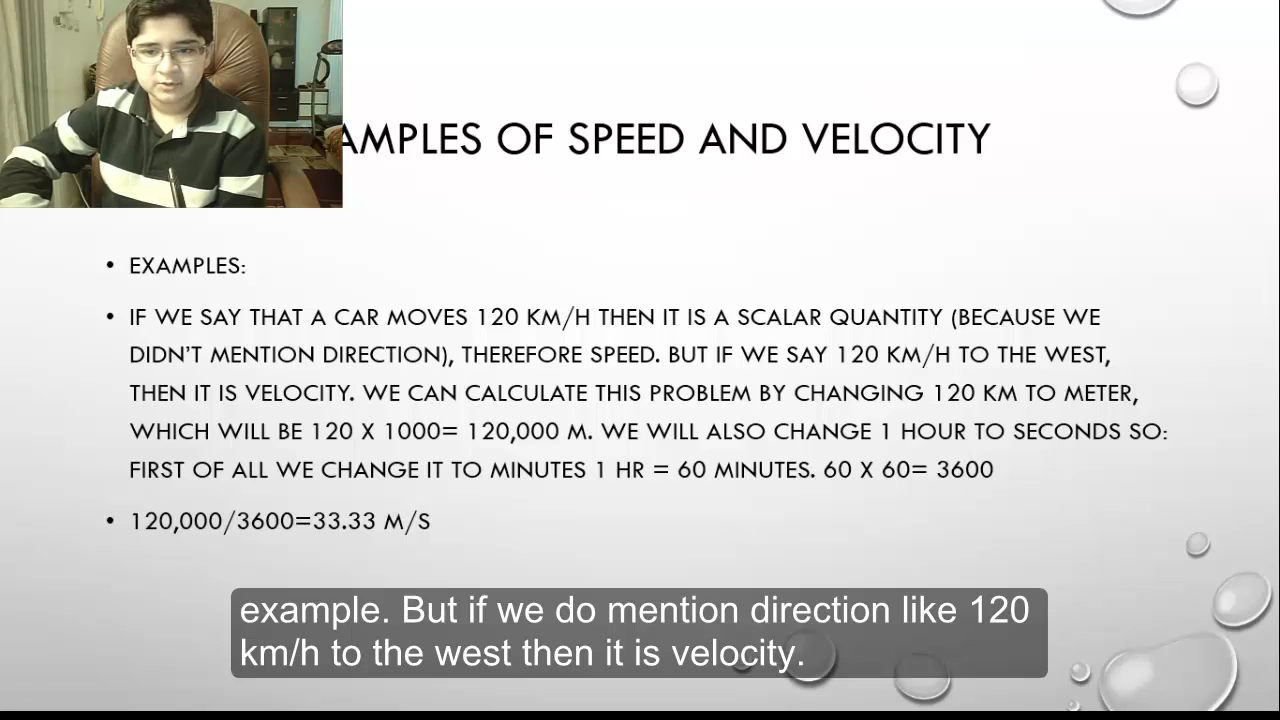 AMPLES OF SPEED AND VELOCITY
• EXAMPLES:
• IF WE SAY THAT A CAR MOVES 120 KM/H THEN IT IS A SCALAR QUANTITY (BECAUSE WE
DIDN’T MENTION DIRECTION), THEREFORE SPEED. BUT IF WE SAY 120 KM/H TO THE WEST,
THEN IT IS VELOCITY. WE CAN CALCULATE THIS PROBLEM BY CHANGING 120 KM TO METER,
WHICH WILL BE 120 X 1000= 120,000 M. WE WILL ALSO CHANGE 1 HOUR TO SECONDS SO:
FIRST OF ALL WE CHANGE IT TO MINUTES 1 HR = 60 MINUTES. 60 X 60= 3600
• 120,000/3600=33.33 M/S
example. But if we do mention direction like 120
km/h to the west then it is velocity.